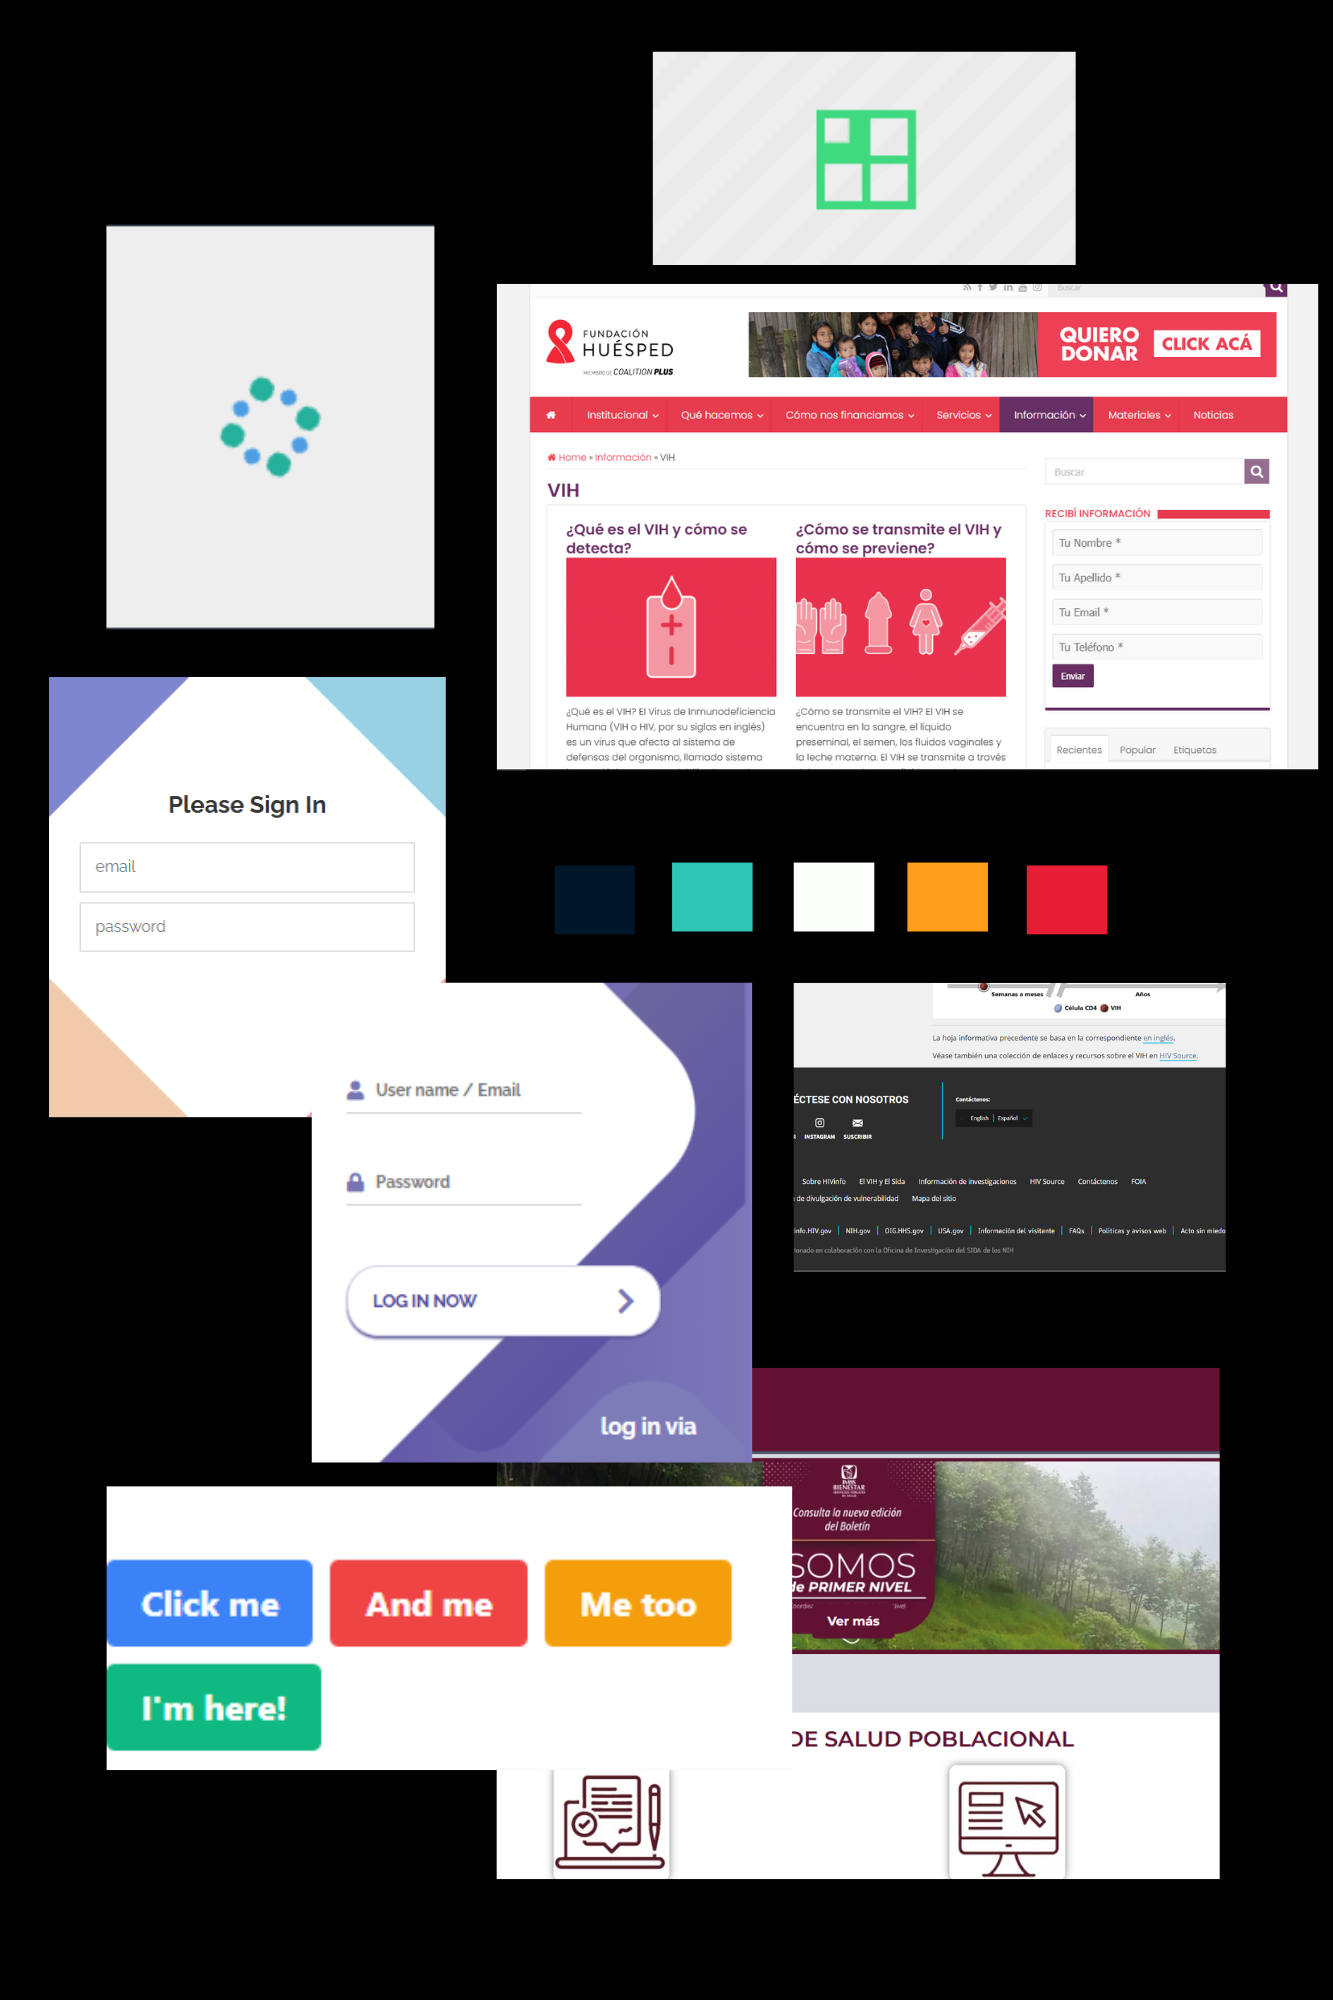 Buscar
FUNDACIÓN
HUÉSPED
MIEMBRO DE COALITION PLUS
QUIERO
DONAR
CLICK ACÁ
Institucional
Qué hacemos
Cómo nos financiamos
Servicios
Información
Materiales
Noticias
Home » Información » VIH
VIH
¿Qué es el VIH y cómo se
detecta?
¿Qué es el VIH? El Virus de Inmunodeficiencia
Humana (VIH o HIV, por su siglas en inglés)
es un virus que afecta al sistema de
defensas del organismo, llamado sistema
¿Cómo se transmite el VIH y
cómo se previene?
¿Cómo se transmite el VIH? El VIH se
encuentra en la sangre, el líquido
preseminal, el semen, los fluidos vaginales y
la leche materna. El VIH se transmite a través
Buscar
RECIBÍ INFORMACIÓN
Tu Nombre *
Tu Apellido *
Tu Email *
Tu Teléfono *
Enviar
Recientes
Popular
Etiquetas
Please Sign In
email
password
User name / Email
Password
LOG IN NOW
log in via
Semanas a meses
Años
Célula CD4
VIH
La hoja informativa precedente se basa en la correspondiente en inglés.
Véase también una colección de enlaces y recursos sobre el VIH en HIV Source.
ÉCTESE CON NOSOTROS
R
INSTAGRAM
SUSCRIBIR
Contáctenos:
English | Español
Sobre HIVinfo
El VIH y El Sida
Información de investigaciones
HIV Source
Contáctenos
FOIA
de divulgación de vulnerabilidad
Mapa del sitio
info.HIV.gov | NIH.gov | OIG.HHS.gov | USA.gov | Información del visitante | FAQs | Políticas y avisos web | Acto sin miedo
ionado en colaboración con la Oficina de Investigación del SIDA de los NIH
IMSS
BIENESTAR
SERVICIOS PÚBLICOS
DE SALUD
Consulta la nueva edición
del Boletín
SOMOS
de PRIMER NIVEL
Ver más
DE SALUD POBLACIONAL
Click me
And me
Me too
I'm here!